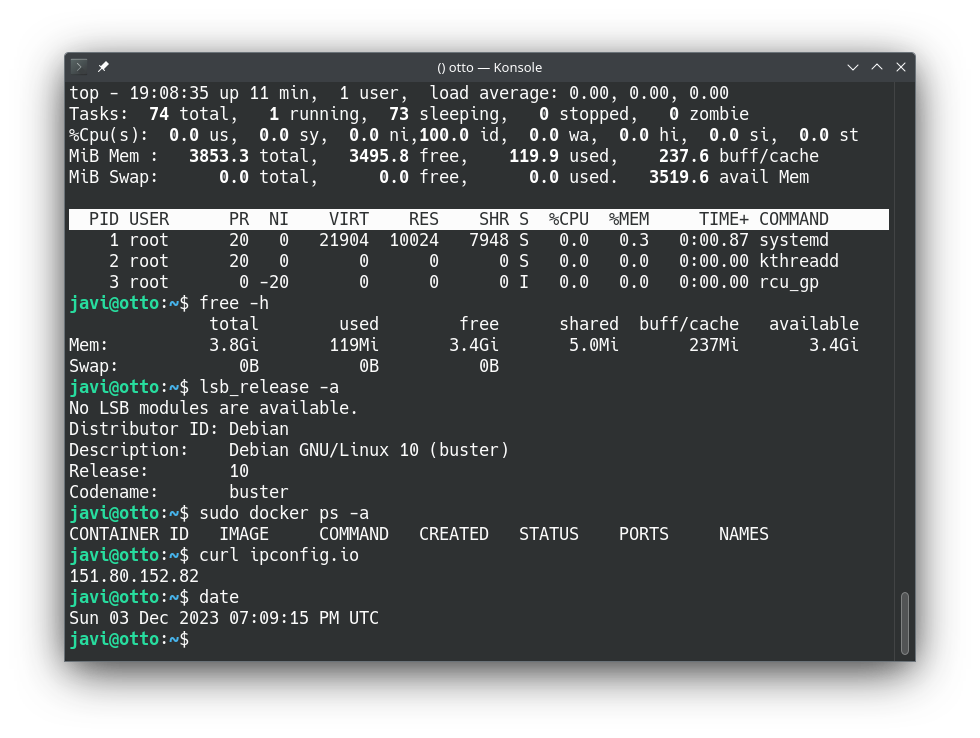 () otto — Konsole
top - 19:08:35 up 11 min,  1 user,  load average: 0.00, 0.00, 0.00
Tasks:  74 total,   1 running,  73 sleeping,   0 stopped,   0 zombie
%Cpu(s):  0.0 us,  0.0 sy,  0.0 ni,100.0 id,  0.0 wa,  0.0 hi,  0.0 si,  0.0 st
MiB Mem :   3853.3 total,   3495.8 free,    119.9 used,    237.6 buff/cache
MiB Swap:      0.0 total,      0.0 free,      0.0 used.   3519.6 avail Mem
  PID USER      PR  NI    VIRT    RES    SHR S  %CPU  %MEM     TIME+ COMMAND
    1 root      20   0   21904  10024   7948 S   0.0   0.3   0:00.87 systemd
    2 root      20   0       0      0      0 S   0.0   0.0   0:00.00 kthreadd
    3 root       0 -20       0      0      0 I   0.0   0.0   0:00.00 rcu_gp
javi@otto:~$ free -h
              total        used        free      shared  buff/cache   available
Mem:          3.8Gi       119Mi       3.4Gi       5.0Mi       237Mi       3.4Gi
Swap:            0B          0B          0B
javi@otto:~$ lsb_release -a
No LSB modules are available.
Distributor ID: Debian
Description:    Debian GNU/Linux 10 (buster)
Release:        10
Codename:       buster
javi@otto:~$ sudo docker ps -a
CONTAINER ID   IMAGE     COMMAND   CREATED   STATUS    PORTS     NAMES
javi@otto:~$ curl ipconfig.io
151.80.152.82
javi@otto:~$ date
Sun 03 Dec 2023 07:09:15 PM UTC
javi@otto:~$